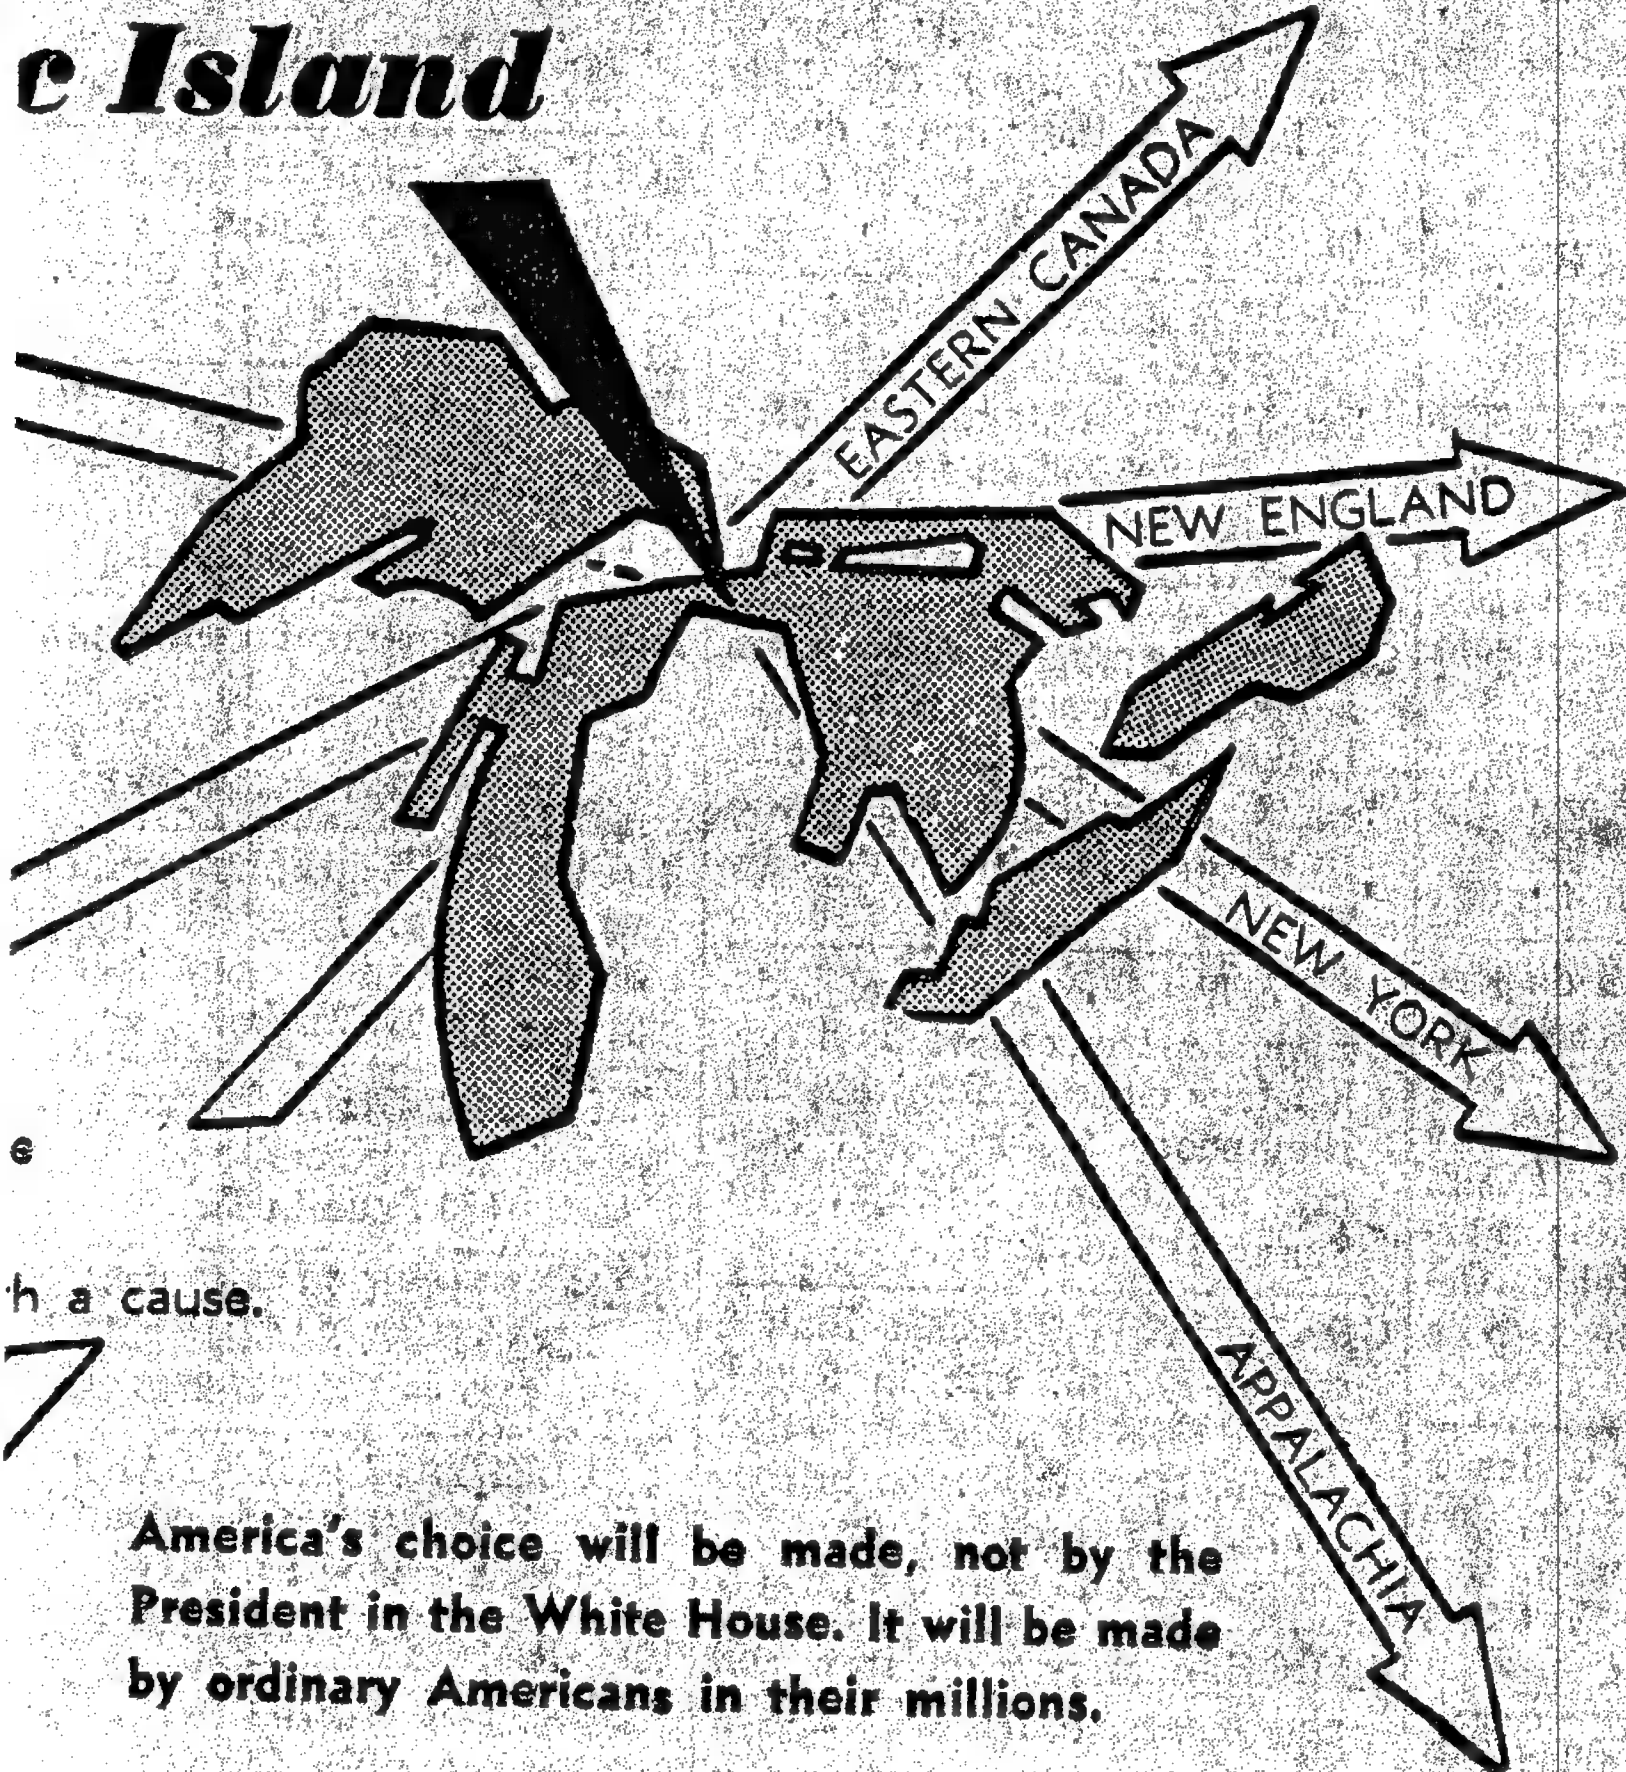 c Island
EASTERN CANADA
NEW ENGLAND
NEW YORK
e
h a cause.
APPALACHIA
America's choice will be made, not by the
President in the White House. It will be made
by ordinary Americans in their millions.